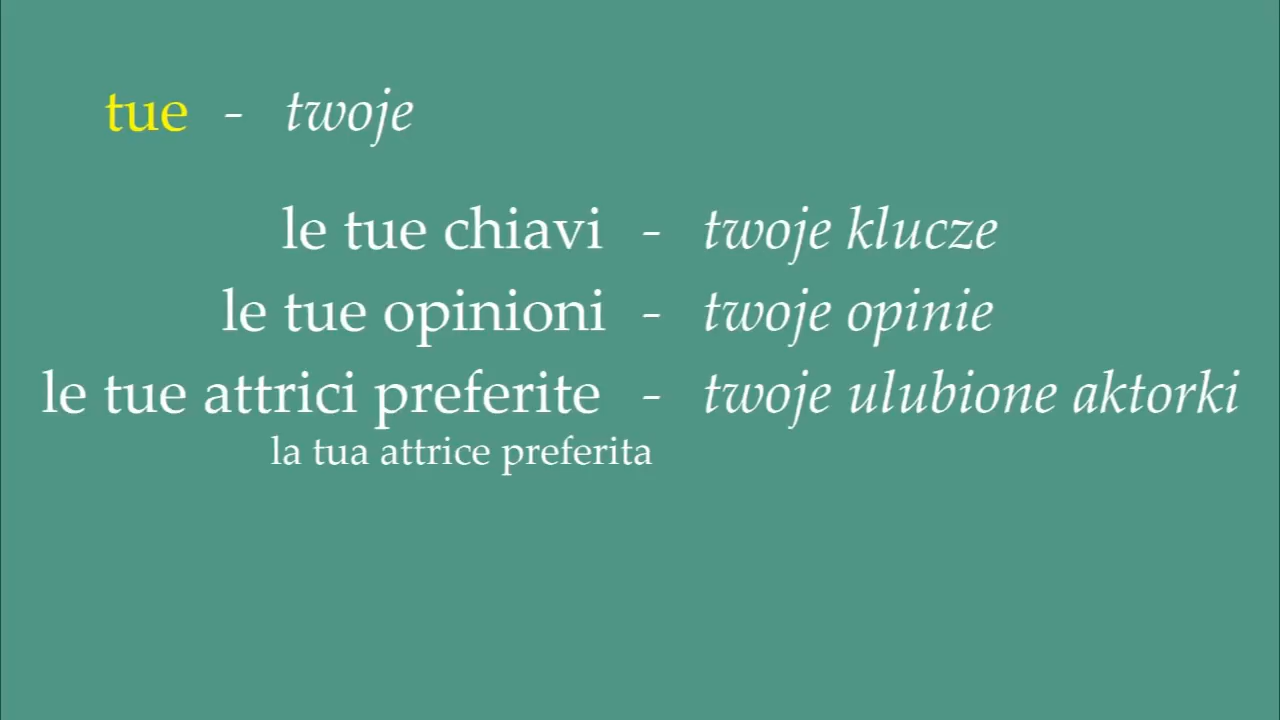 tue - twoje
le tue chiavi - twoje klucze
le tue opinioni - twoje opinie
le tue attrici preferite - twoje ulubione aktorki
la tua attrice preferita